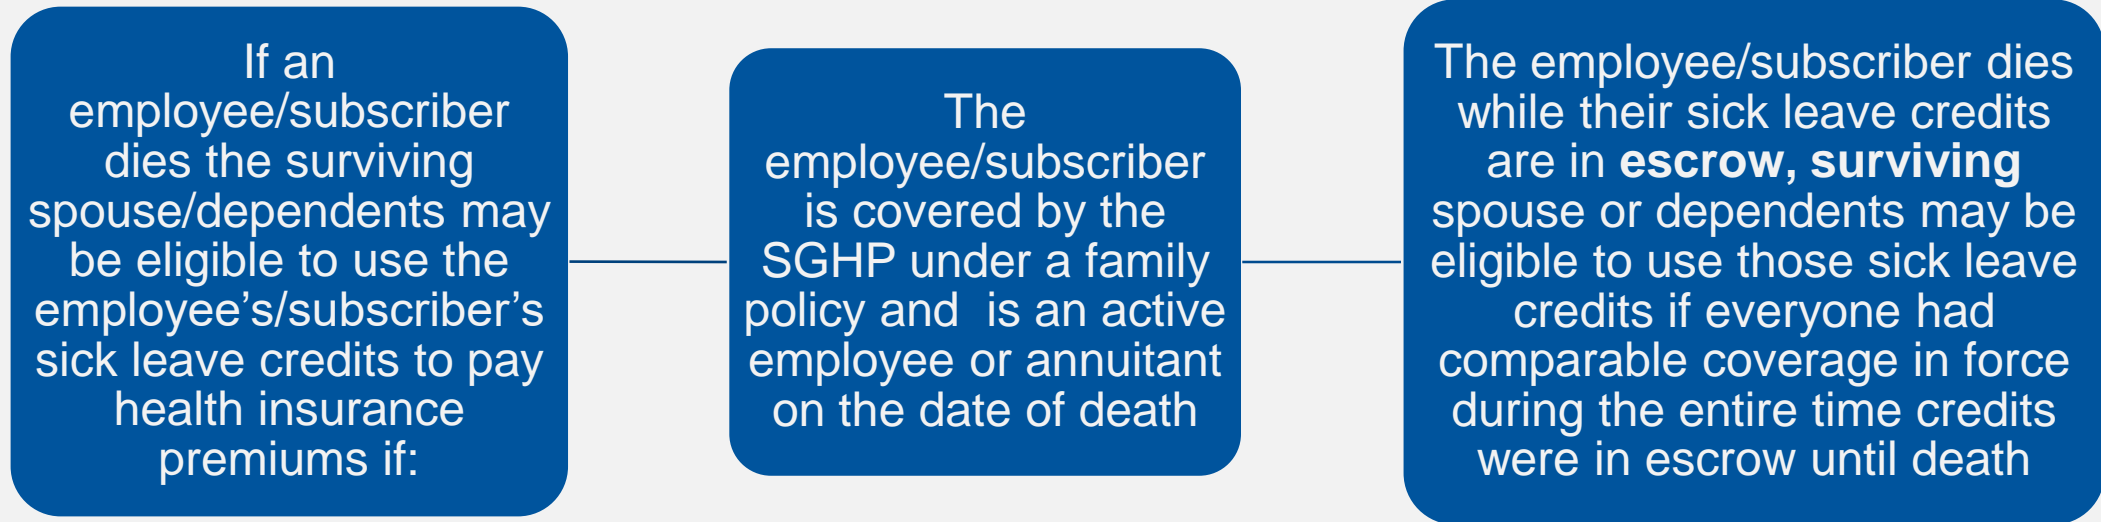 If an
employee/subscriber
dies the surviving
spouse/dependents may
be eligible to use the
employee’s/subscriber’s
sick leave credits to pay
health insurance
premiums if:
The
employee/subscriber
is covered by the
SGHP under a family
policy and  is an active
employee or annuitant
on the date of death
The employee/subscriber dies
while their sick leave credits
are in escrow, surviving
spouse or dependents may be
eligible to use those sick leave
credits if everyone had
comparable coverage in force
during the entire time credits
were in escrow until death